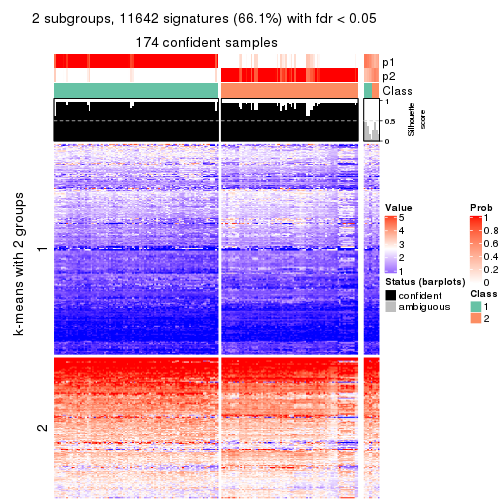 2 subgroups, 11642 signatures (66.1%) with fdr < 0.05
174 confident samples
p1
p2
Class
1
0.5
0
Silhouette
score
k-means with 2 groups
1
2
Value
5
4
3
2
1
Status (barplots)
confident
ambiguous
Prob
1
0.8
0.6
0.4
0.2
0
Class
1
2